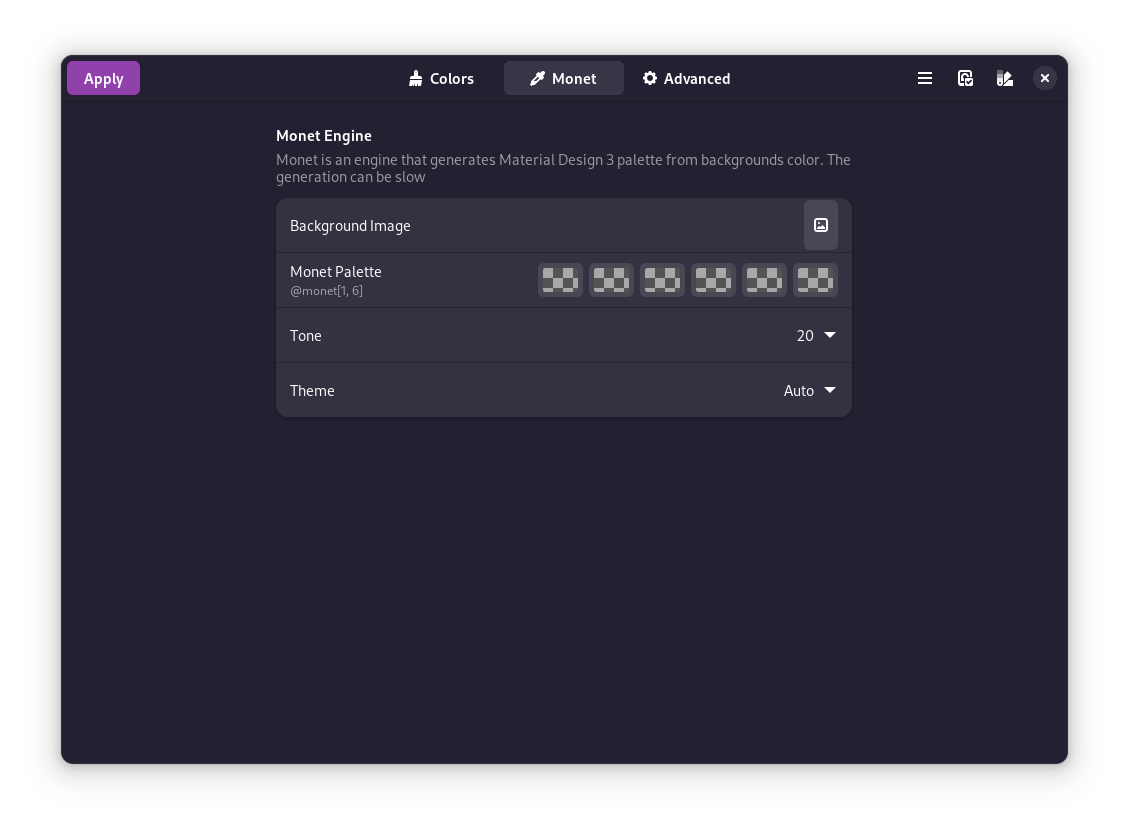 Apply
Colors
Monet
Advanced
Monet Engine
Monet is an engine that generates Material Design 3 palette from backgrounds color. The
generation can be slow
Background Image
Monet Palette
@monet[1, 6]
Tone
20
Theme
Auto